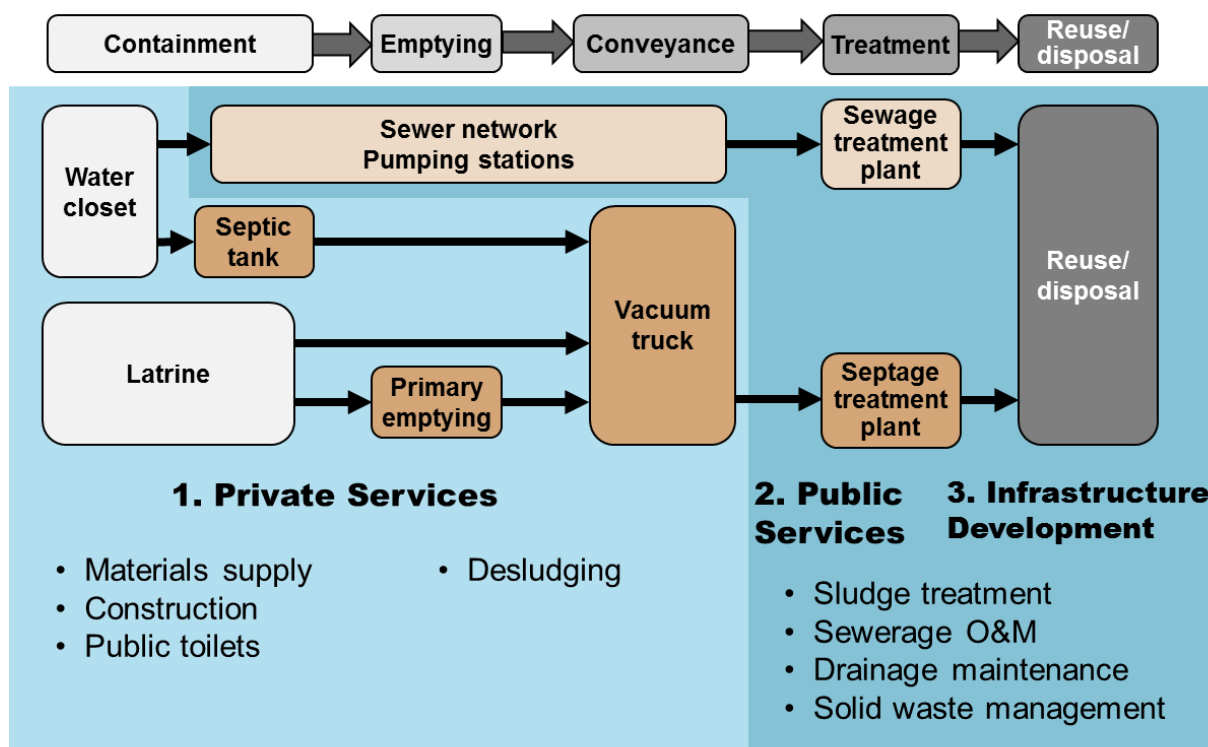 Containment
Emptying
Conveyance
Treatment
Reuse/
disposal
Water
closet
Sewer network
Pumping stations
Sewage
treatment
plant
Reuse/
disposal
Septic
tank
Vacuum
truck
Latrine
Primary
emptying
Septage
treatment
plant
1. Private Services
• Materials supply
• Construction
• Public toilets
• Desludging
2. Public
Services
3. Infrastructure
Development
• Sludge treatment
• Sewerage O&M
• Drainage maintenance
• Solid waste management